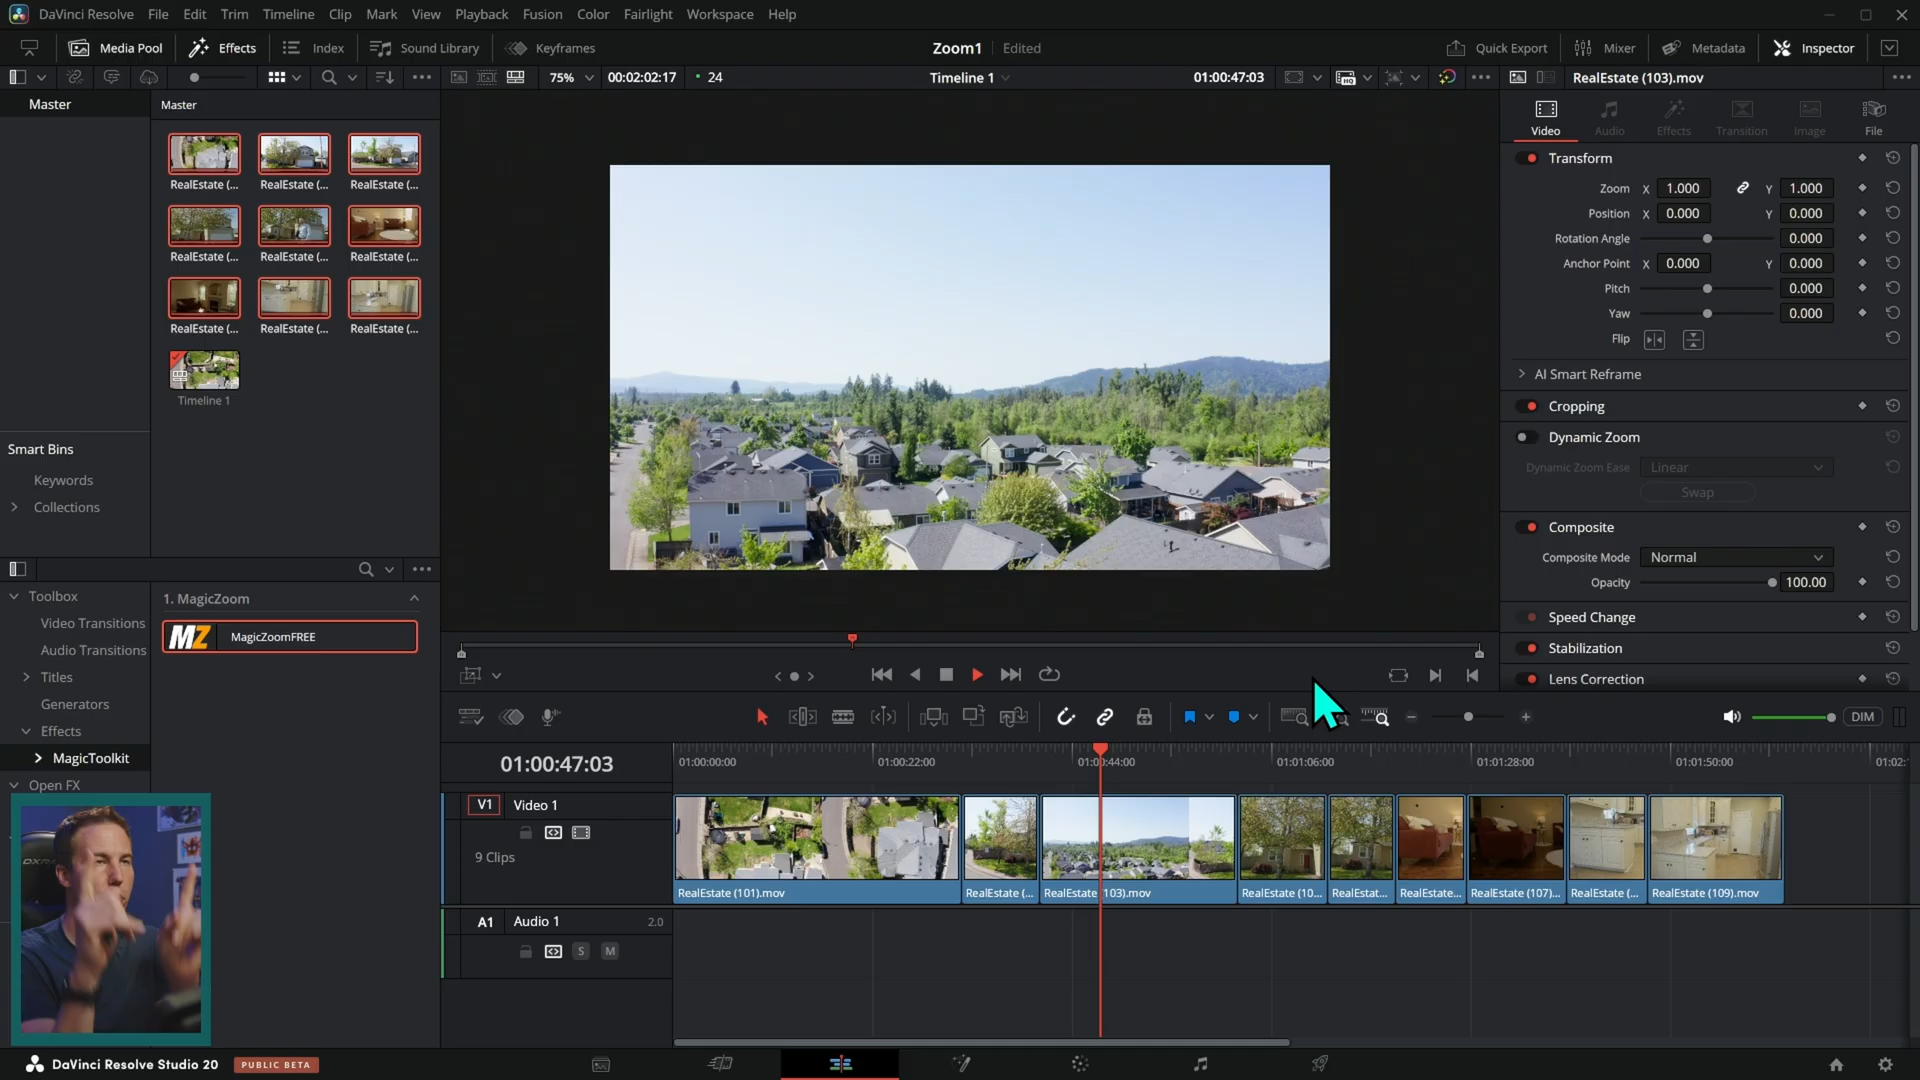 DaVinci Resolve File Edit Trim Timeline Clip Mark View Playback Fusion Color Fairlight Workspace Help
Media Pool Effects Index Sound Library Keyframes Zoom1 Edited Quick Export Mixer Metadata Inspector
75% 00:02:02:17 24 Timeline 1 01:00:47:03 RealEstate (103).mov
Master Master
Video Audio Effects Transition Image File
RealEstate (... RealEstate (... RealEstate (...
RealEstate (... RealEstate (... RealEstate (...
RealEstate (... RealEstate (... RealEstate (...
Timeline 1
Transform
Zoom X 1.000 Y 1.000
Position X 0.000 Y 0.000
Rotation Angle 0.000
Anchor Point X 0.000 Y 0.000
Pitch 0.000
Yaw 0.000
Flip
AI Smart Reframe
Cropping
Dynamic Zoom
Dynamic Zoom Ease Linear
Swap
Composite
Composite Mode Normal
Opacity 100.00
Speed Change
Stabilization
Lens Correction
Smart Bins
Keywords
Collections
Toolbox
Video Transitions
Audio Transitions
Titles
Generators
Effects
MagicToolkit
Open FX
1. MagicZoom
MZ MagicZoomFREE
DIM
01:00:47:03 01:00:00:00 01:00:22:00 01:00:44:00 01:01:06:00 01:01:28:00 01:01:50:00 01:02:
V1 Video 1
9 Clips
RealEstate (101).mov RealEstate (... RealEstate (103).mov RealEstate (10... RealEstat... RealEstate... RealEstate (107)... RealEstate (... RealEstate (109).mov
A1 Audio 1 2.0
S M
DXRA
DaVinci Resolve Studio 20 PUBLIC BETA